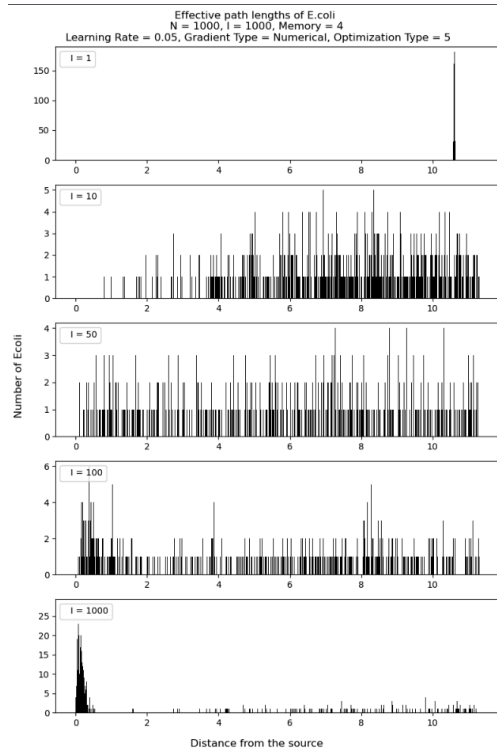 Effective path lengths of E.coli
N = 1000, I = 1000, Memory = 4
Learning Rate = 0.05, Gradient Type = Numerical, Optimization Type = 5
I = 1
150
100
50
0
0 2 4 6 8 10
I = 10
5
4
3
2
1
0
0 2 4 6 8 10
Number of Ecoli
I = 50
4
3
2
1
0
0 2 4 6 8 10
I = 100
6
4
2
0
0 2 4 6 8 10
I = 1000
25
20
15
10
5
0
0 2 4 6 8 10
Distance from the source